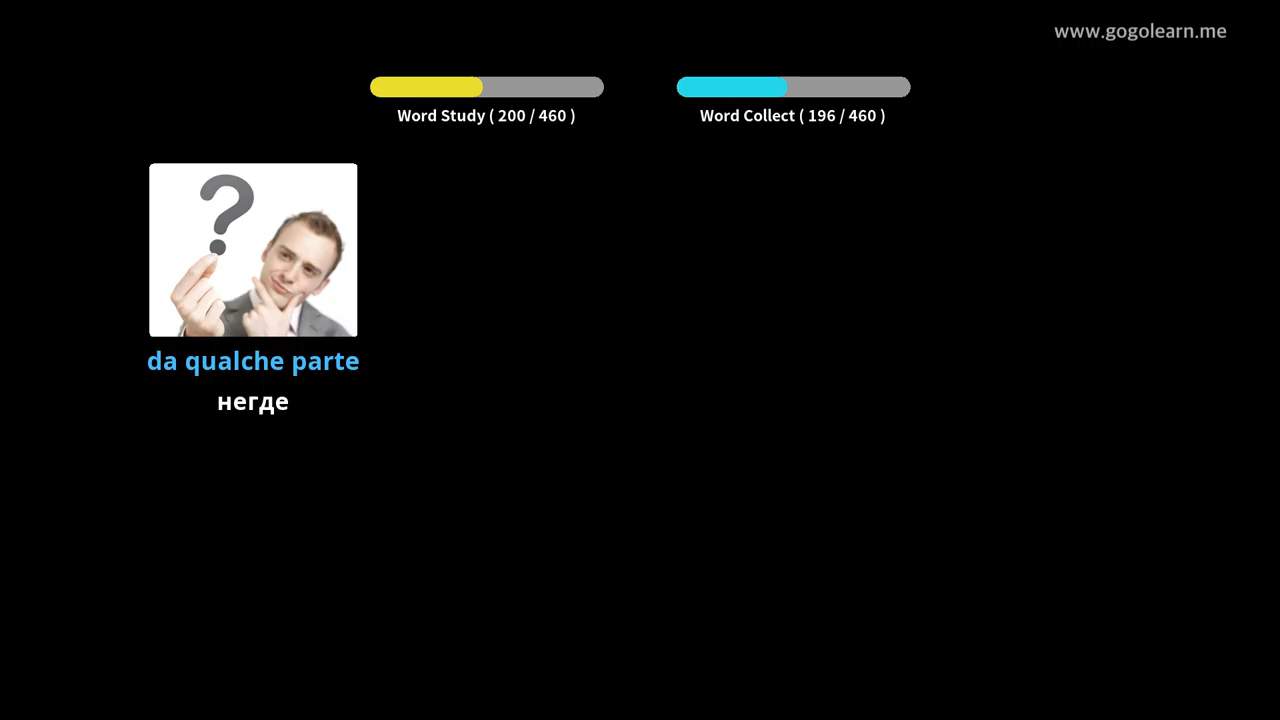 www.gogolearn.me
Word Study ( 200 / 460 )
Word Collect ( 196 / 460 )
?
da qualche parte
негде